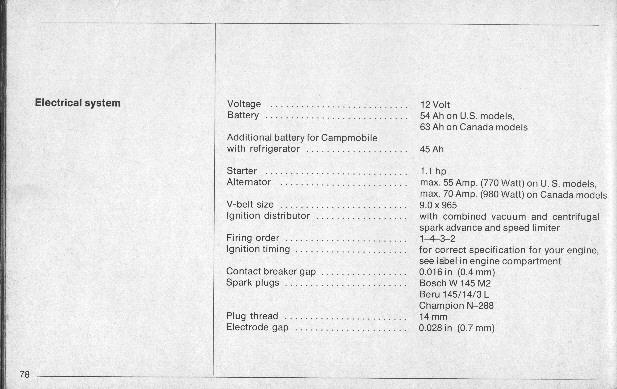 Electrical system
Voltage ........................... 12 Volt
Battery ............................ 54 Ah on U.S. models,
63 Ah on Canada models
Additional battery for Campmobile
with refrigerator .................... 45 Ah
Starter ............................ 1.1 hp
Alternator ......................... max. 55 Amp. (770 Watt) on U. S. models,
max. 70 Amp. (980 Watt) on Canada models
V-belt size ......................... 9.0 x 965
Ignition distributor .................. with combined vacuum and centrifugal
spark advance and speed limiter
Firing order ........................ 1–4–3–2
Ignition timing ...................... for correct specification for your engine,
see label in engine compartment
Contact breaker gap ................. 0.016 in (0.4 mm)
Spark plugs ........................ Bosch W 145 M2
Beru 145/14/3 L
Champion N–288
Plug thread ........................ 14 mm
Electrode gap ...................... 0.028 in (0.7 mm)
78